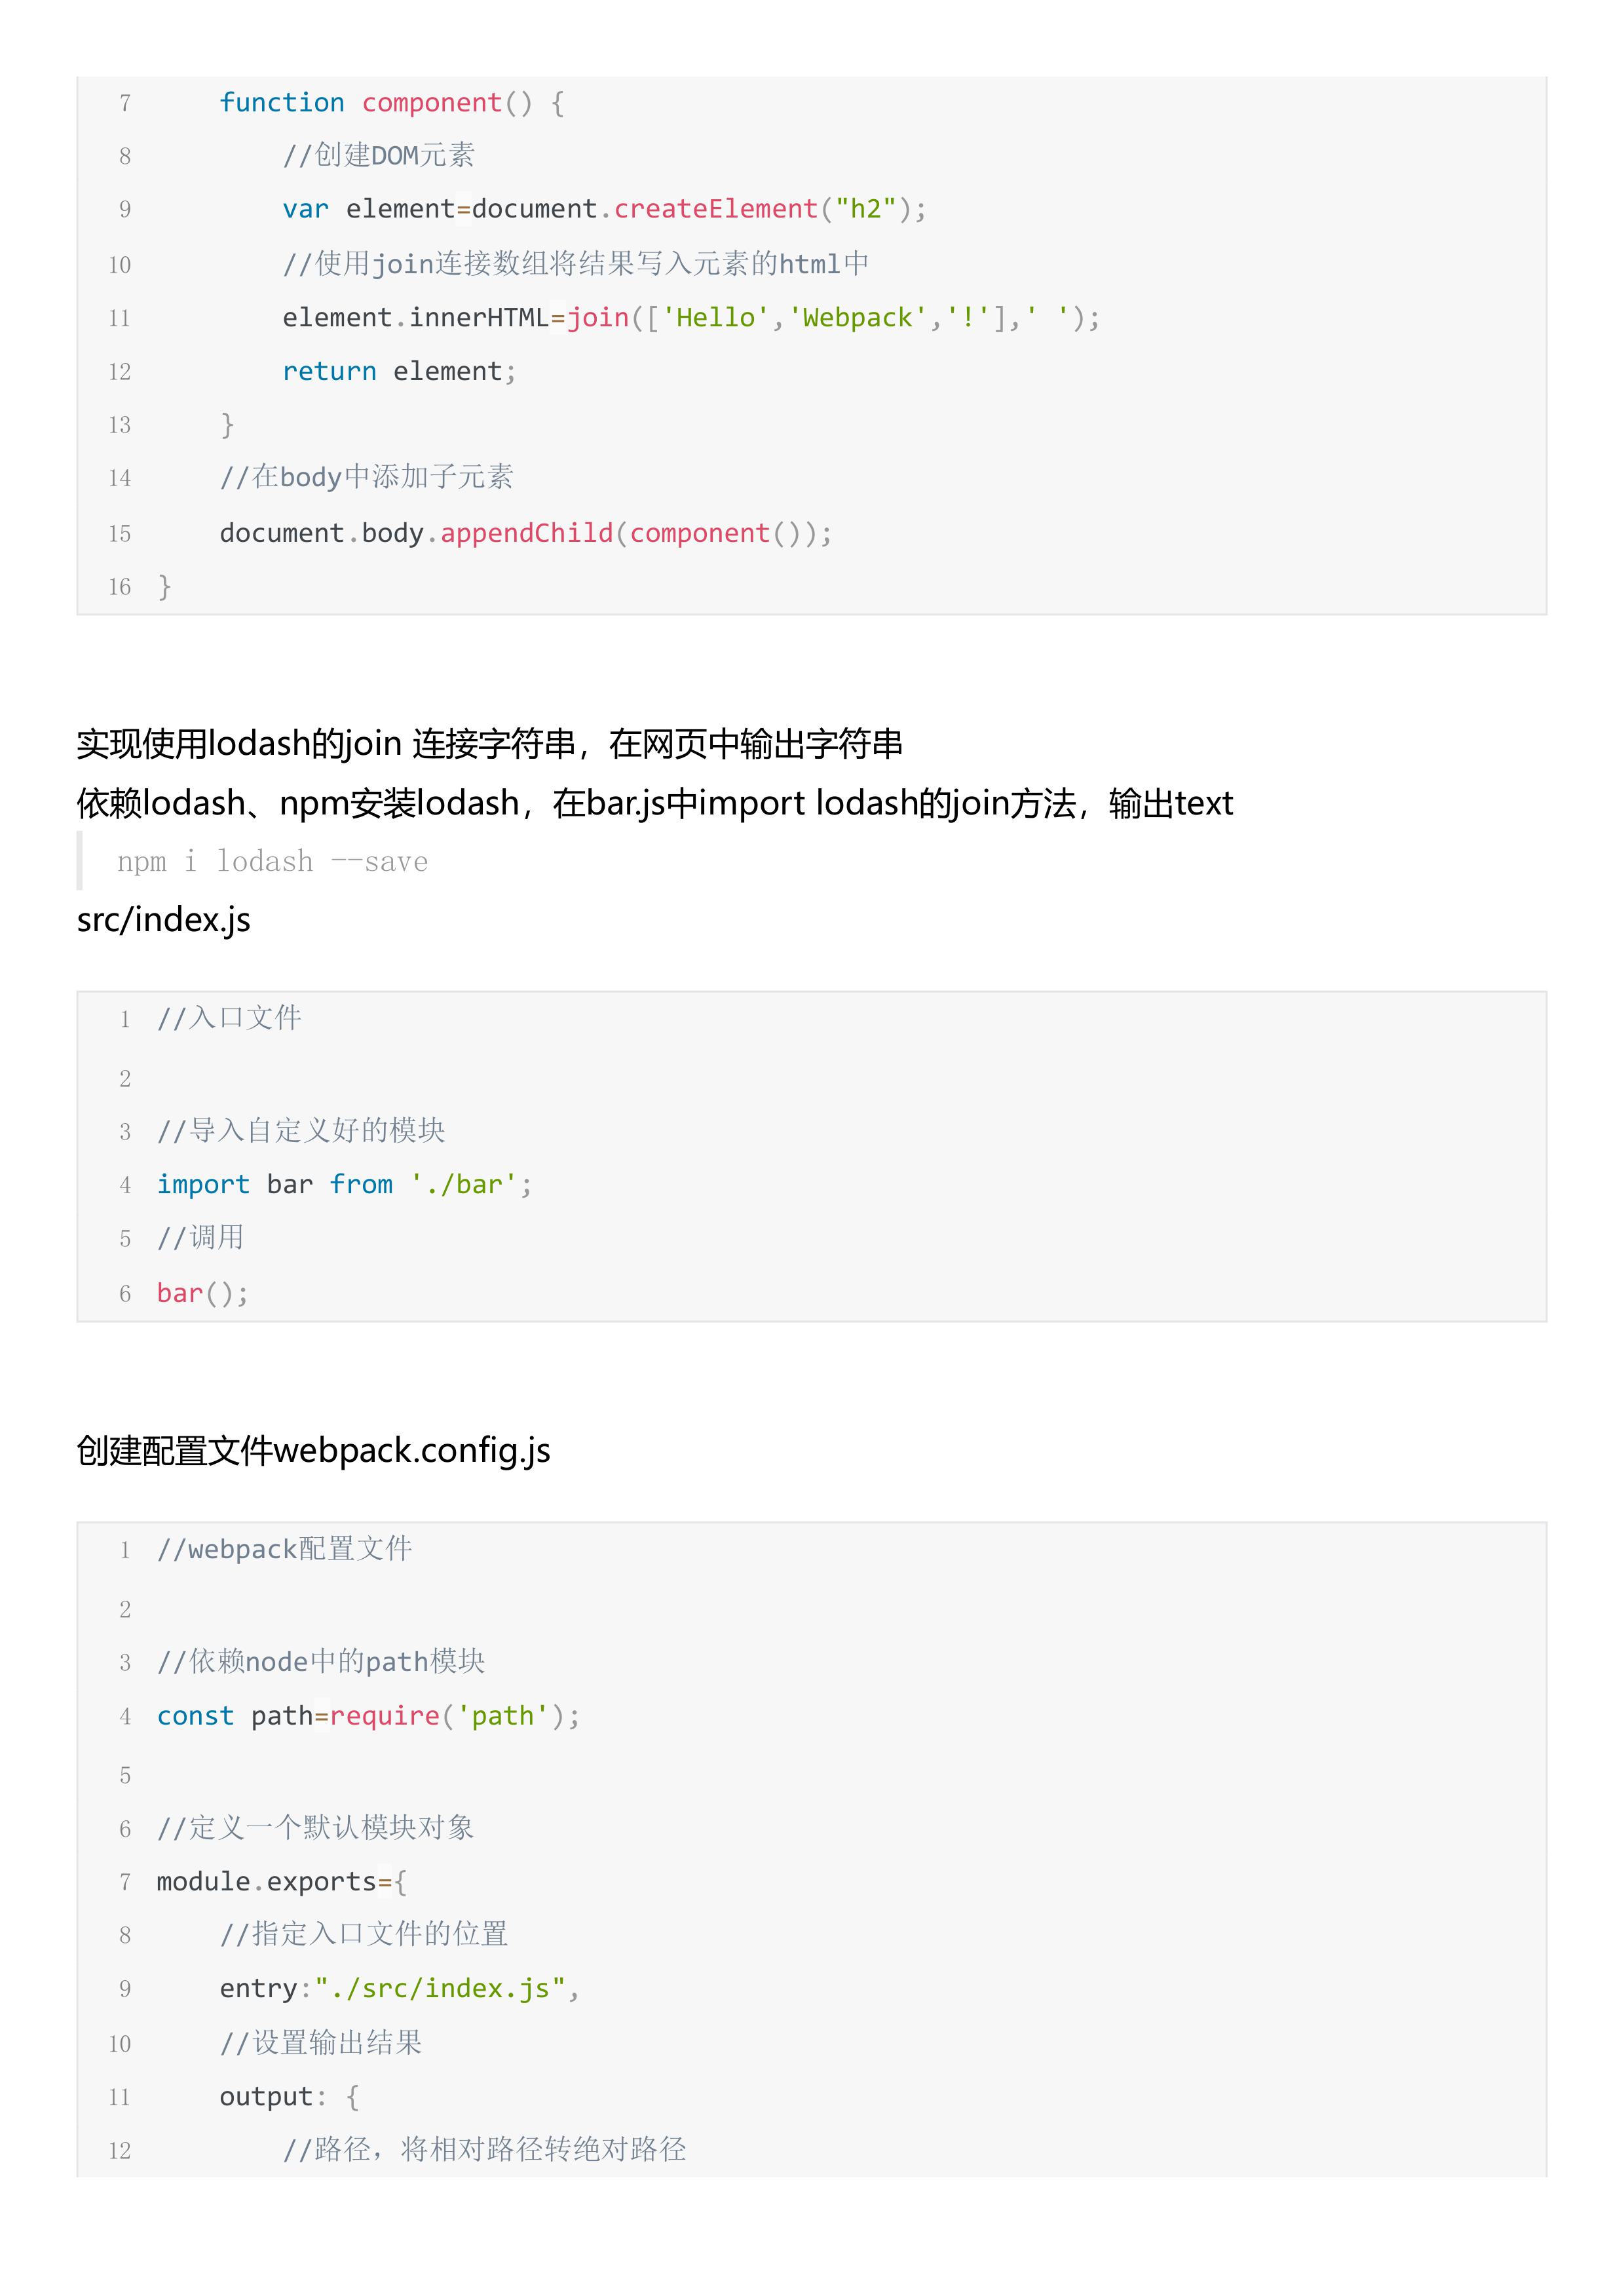 7 function component() {
8 //创建DOM元素
9 var element=document.createElement("h2");
10 //使用join连接数组将结果写入元素的html中
11 element.innerHTML=join(['Hello','Webpack','!'],' ');
12 return element;
13 }
14 //在body中添加子元素
15 document.body.appendChild(component());
16 }
实现使用lodash的join 连接字符串，在网页中输出字符串
依赖lodash、npm安装lodash，在bar.js中import lodash的join方法，输出text
npm i lodash --save
src/index.js
1 //入口文件
2
3 //导入自定义好的模块
4 import bar from './bar';
5 //调用
6 bar();
创建配置文件webpack.config.js
1 //webpack配置文件
2
3 //依赖node中的path模块
4 const path=require('path');
5
6 //定义一个默认模块对象
7 module.exports={
8 //指定入口文件的位置
9 entry:"./src/index.js",
10 //设置输出结果
11 output: {
12 //路径，将相对路径转绝对路径